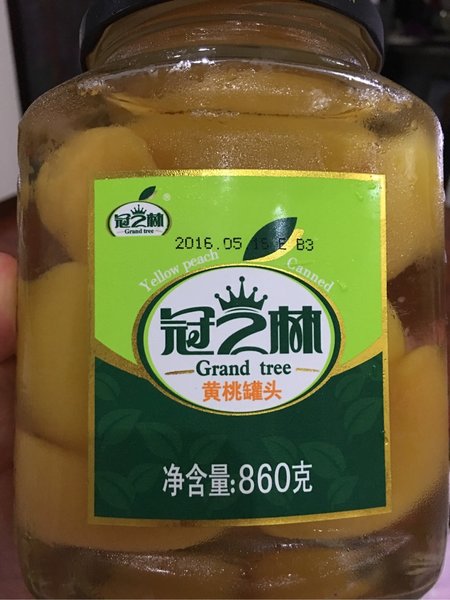 冠之林
Grand tree
®
2016.05.15 E B3
Yellow peach Canned
冠之林
Grand tree
黄桃罐头
净含量:860克